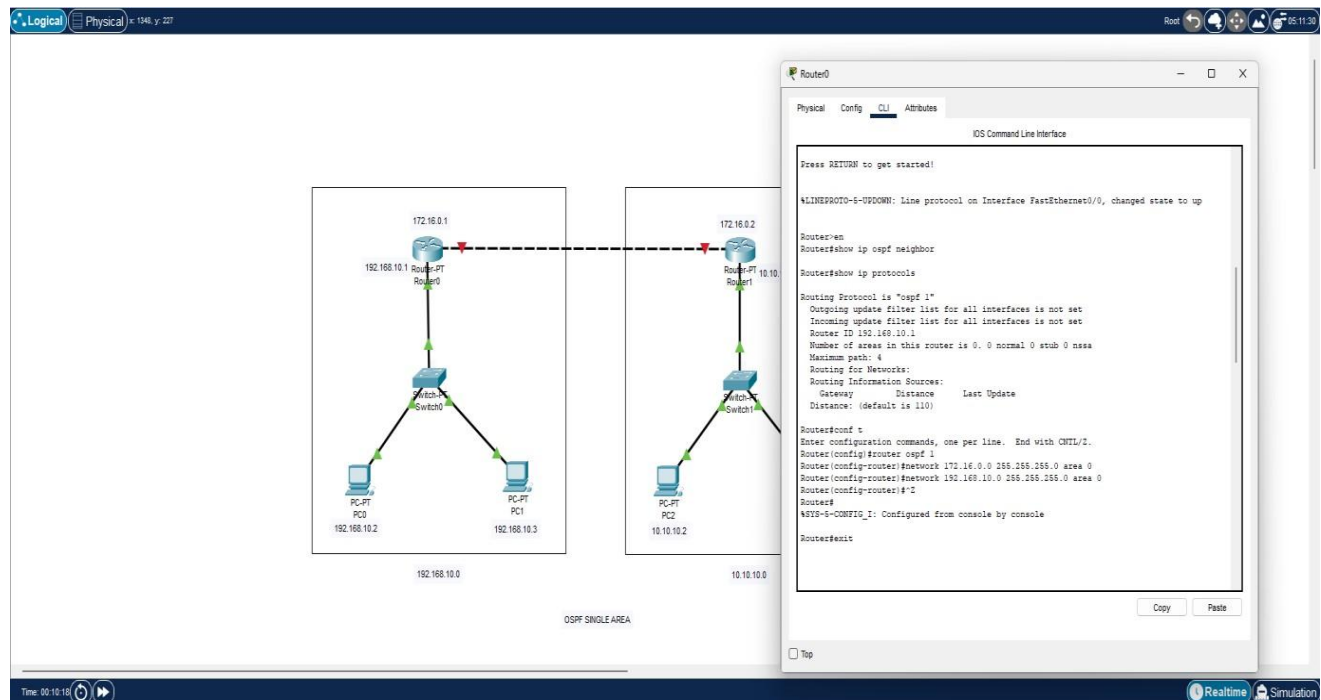 Logical Physical x: 1348, y: 227 Root 05:11:30
172.16.0.1
192.168.10.1 Router-PT
Router0
172.16.0.2
Router-PT 10.10.
Router1
Switch-PT
Switch0
Switch-PT
Switch1
PC-PT
PC0
192.168.10.2
PC-PT
PC1
192.168.10.3
PC-PT
PC2
10.10.10.2
192.168.10.0
10.10.10.0
OSPF SINGLE AREA
Router0
Physical Config CLI Attributes
IOS Command Line Interface
Press RETURN to get started!
%LINEPROTO-5-UPDOWN: Line protocol on Interface FastEthernet0/0, changed state to up
Router>en
Router#show ip ospf neighbor
Router#show ip protocols
Routing Protocol is "ospf 1"
Outgoing update filter list for all interfaces is not set
Incoming update filter list for all interfaces is not set
Router ID 192.168.10.1
Number of areas in this router is 0. 0 normal 0 stub 0 nssa
Maximum path: 4
Routing for Networks:
Routing Information Sources:
Gateway Distance Last Update
Distance: (default is 110)
Router#conf t
Enter configuration commands, one per line. End with CNTL/Z.
Router(config)#router ospf 1
Router(config-router)#network 172.16.0.0 255.255.255.0 area 0
Router(config-router)#network 192.168.10.0 255.255.255.0 area 0
Router(config-router)#^Z
Router#
%SYS-5-CONFIG_I: Configured from console by console
Router#exit
Copy Paste
Top
Time: 00:10:18 Realtime Simulation